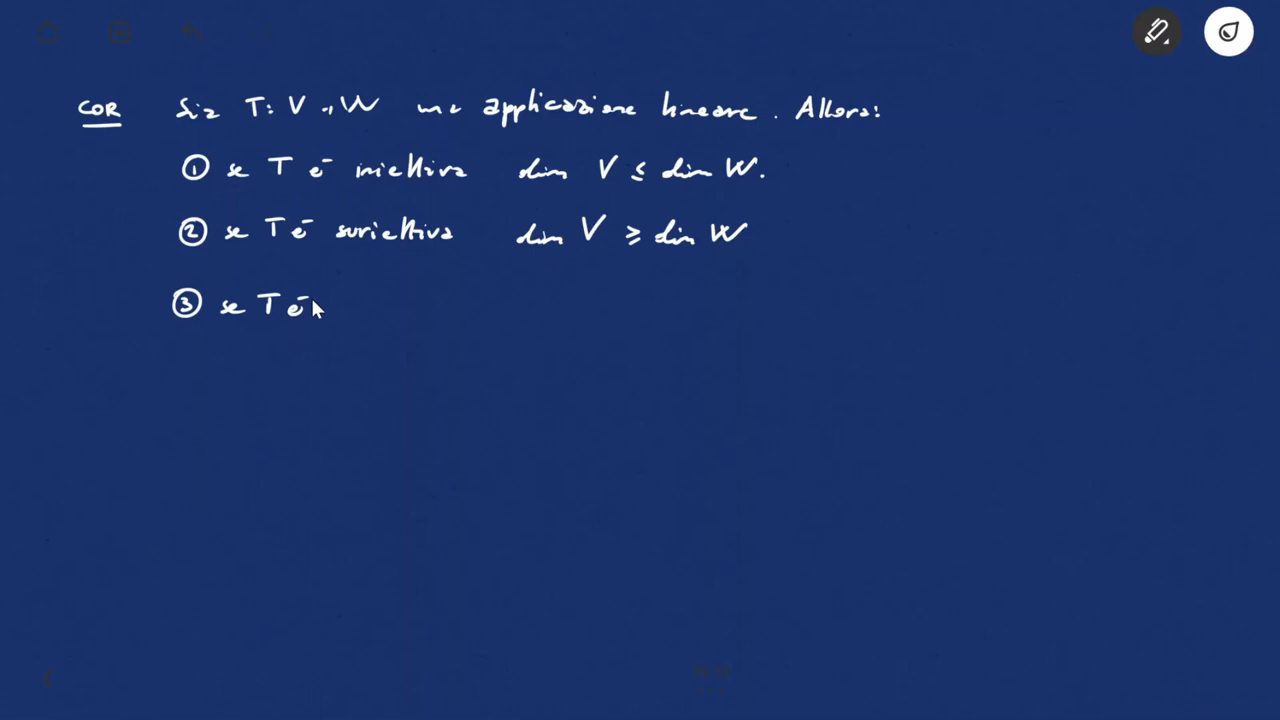 COR Sia T: V → W una applicazione lineare. Allora:
① se T è iniettiva dim V ≤ dim W.
② se T è suriettiva dim V ≥ dim W
③ se T è